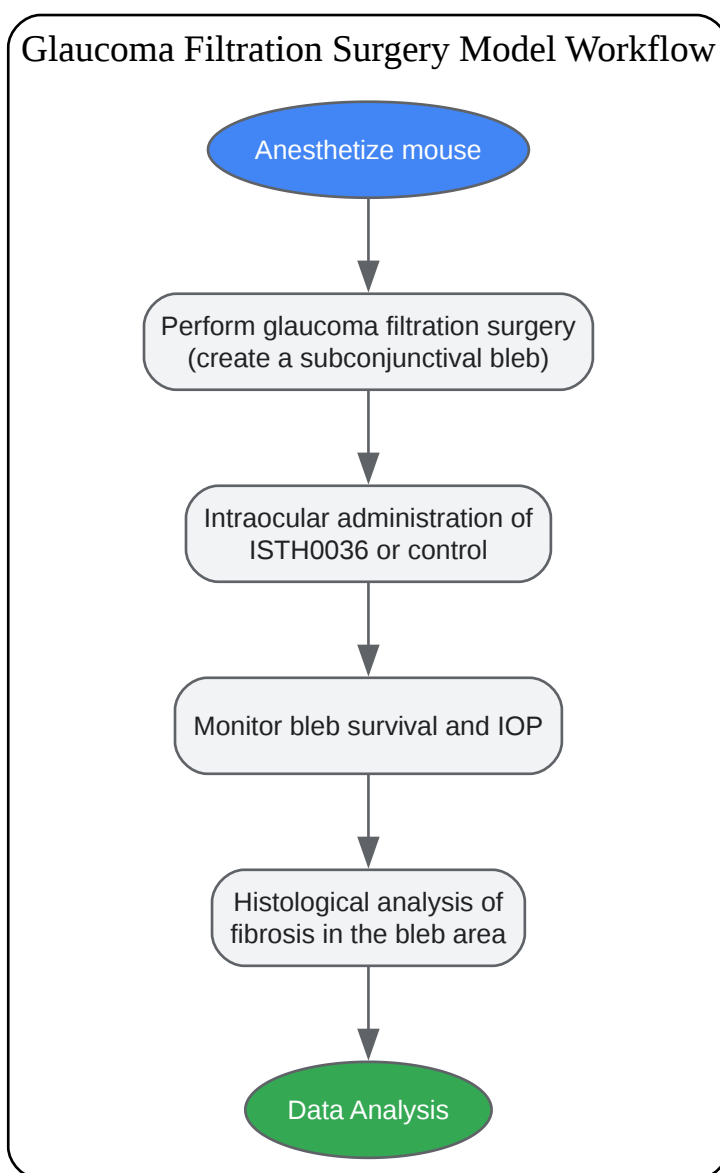 Glaucoma Filtration Surgery Model Workflow
Anesthetize mouse
Perform glaucoma filtration surgery
(create a subconjunctival bleb)
Intraocular administration of
ISTH0036 or control
Monitor bleb survival and IOP
Histological analysis of
fibrosis in the bleb area
Data Analysis